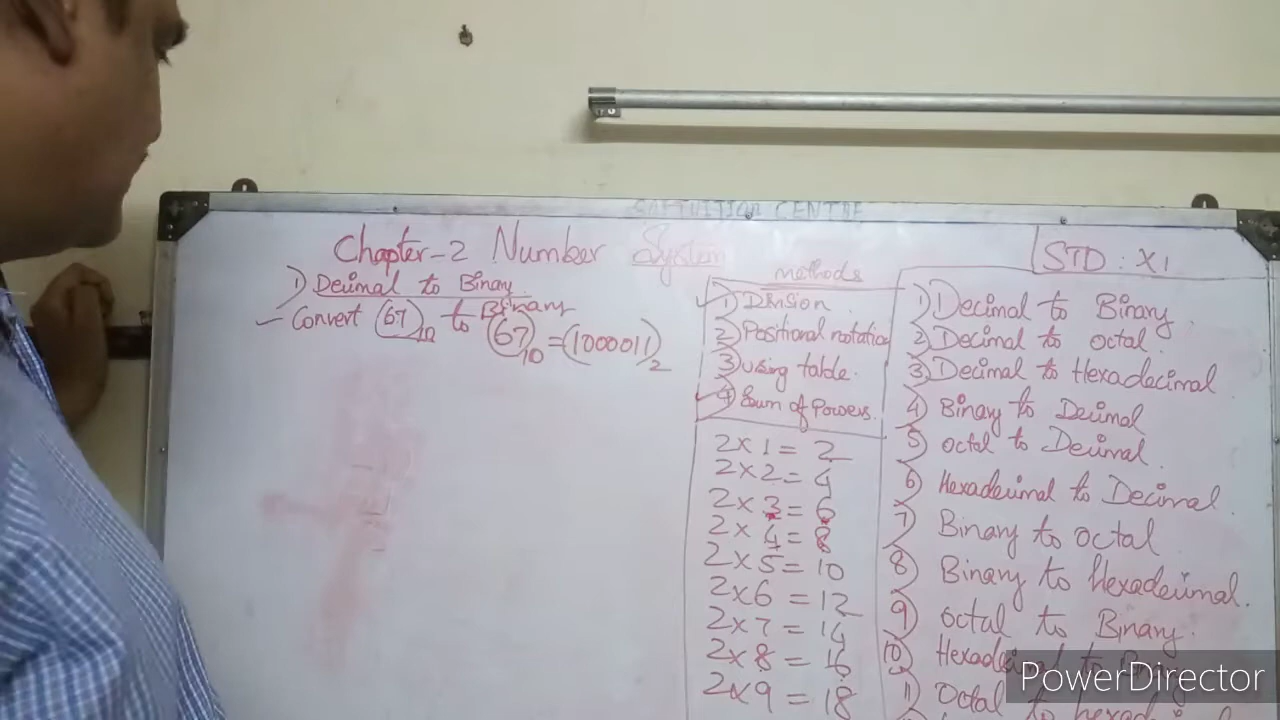 Chapter-2 Number System
STD : XI
1) Decimal to Binary.
- Convert (67)10 to Binary
(67)10 = (1000011)2
methods
1) Division.
2) Positional notation
3) using table.
4) Sum of Powers.
2×1 = 2
2×2 = 4
2×3 = 6
2×4 = 8
2×5 = 10
2×6 = 12
2×7 = 14
2×8 = 16
2×9 = 18
1) Decimal to Binary
2) Decimal to octal.
3) Decimal to Hexadecimal
4) Binary to Decimal
5) octal to Decimal.
6) Hexadecimal to Decimal.
7) Binary to octal
8) Binary to Hexadecimal.
9) octal to Binary.
10) Hexadecimal to Binary
11) Octal to hexadecimal
PowerDirector